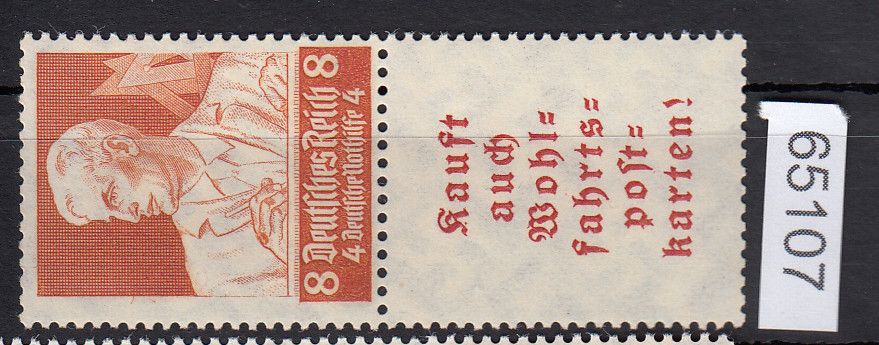 8 Deutsches Reich 8
4 Deutsche Nothilfe 4
Kauft
auch
Wohl=
fahrts=
post=
karten!
65107